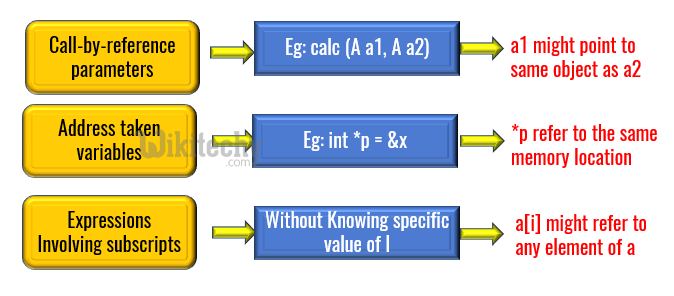 Call-by-reference
parameters
Eg: calc (A a1, A a2)
a1 might point to
same object as a2
Address taken
variables
Eg: int *p = &x
*p refer to the same
memory location
Wikitechy
.com
Expressions
Involving subscripts
Without Knowing specific
value of I
a[i] might refer to
any element of a